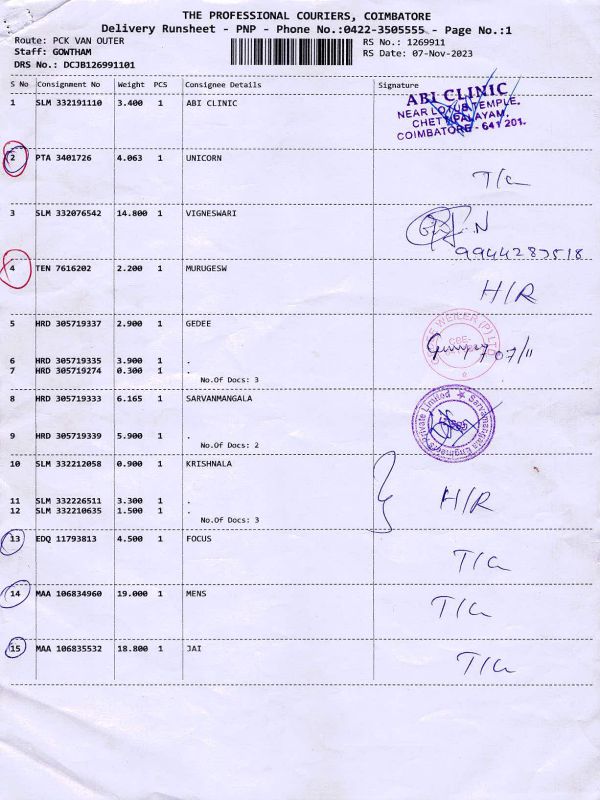 THE PROFESSIONAL COURIERS, COIMBATORE
Delivery Runsheet - PNP - Phone No.:0422-3505555 - Page No.:1
Route: PCK VAN OUTER RS No.: 1269911
Staff: GOWTHAM RS Date: 07-Nov-2023
DRS No.: DCJB126991101
S No Consignment No Weight PCS Consignee Details Signature
1 SLM 332191110 3.400 1 ABI CLINIC
ABI CLINIC
NEAR LOTUS TEMPLE,
CHETTIPALAYAM,
COIMBATORE - 641 201.
2 PTA 3401726 4.063 1 UNICORN
3 SLM 332076542 14.800 1 VIGNESWARI
9944287518
4 TEN 7616202 2.200 1 MURUGESW
H/R
5 HRD 305719337 2.900 1 GEDEE
6 HRD 305719335 3.900 1 .
07/11
7 HRD 305719274 0.300 1 .
No.Of Docs: 3
8 HRD 305719333 6.165 1 SARVANMANGALA
9 HRD 305719339 5.900 1 .
No.Of Docs: 2
10 SLM 332212058 0.900 1 KRISHNALA
11 SLM 332226511 3.300 1 .
H/R
12 SLM 332210635 1.500 1 .
No.Of Docs: 3
13 EDQ 11793813 4.500 1 FOCUS
14 MAA 106834960 19.000 1 MENS
15 MAA 106835532 18.800 1 JAI